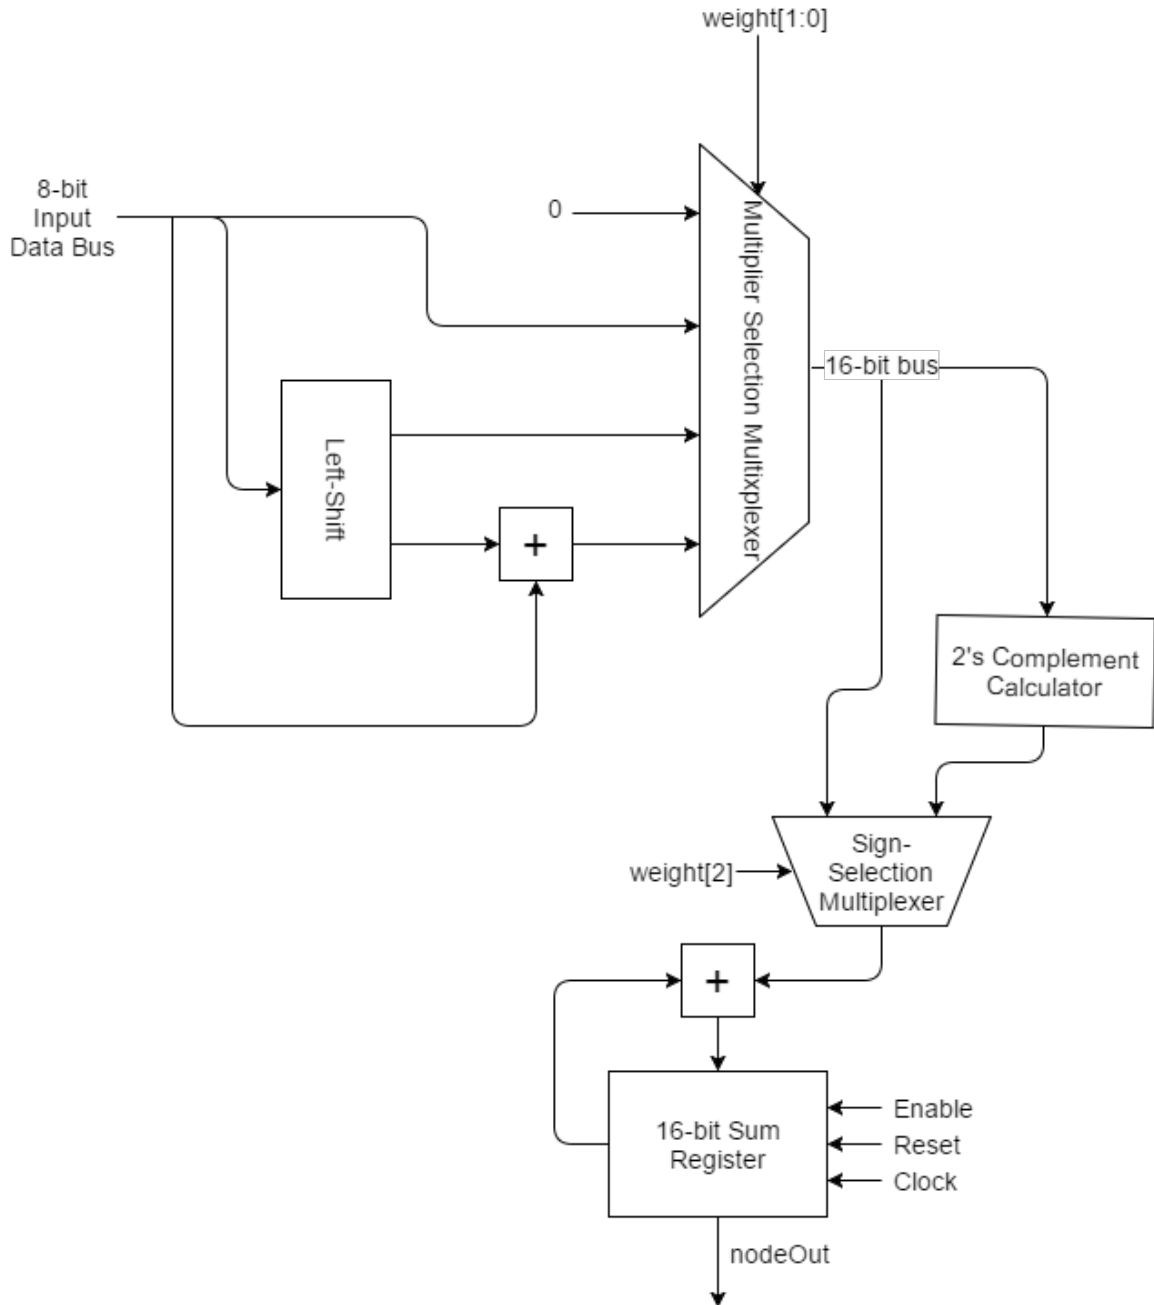 weight[1:0]
8-bit
Input
Data Bus
0
Multiplier Selection Multixplexer
16-bit bus
Left-Shift
+
2's Complement
Calculator
Sign-
Selection
Multiplexer
weight[2]
+
16-bit Sum
Register
Enable
Reset
Clock
nodeOut